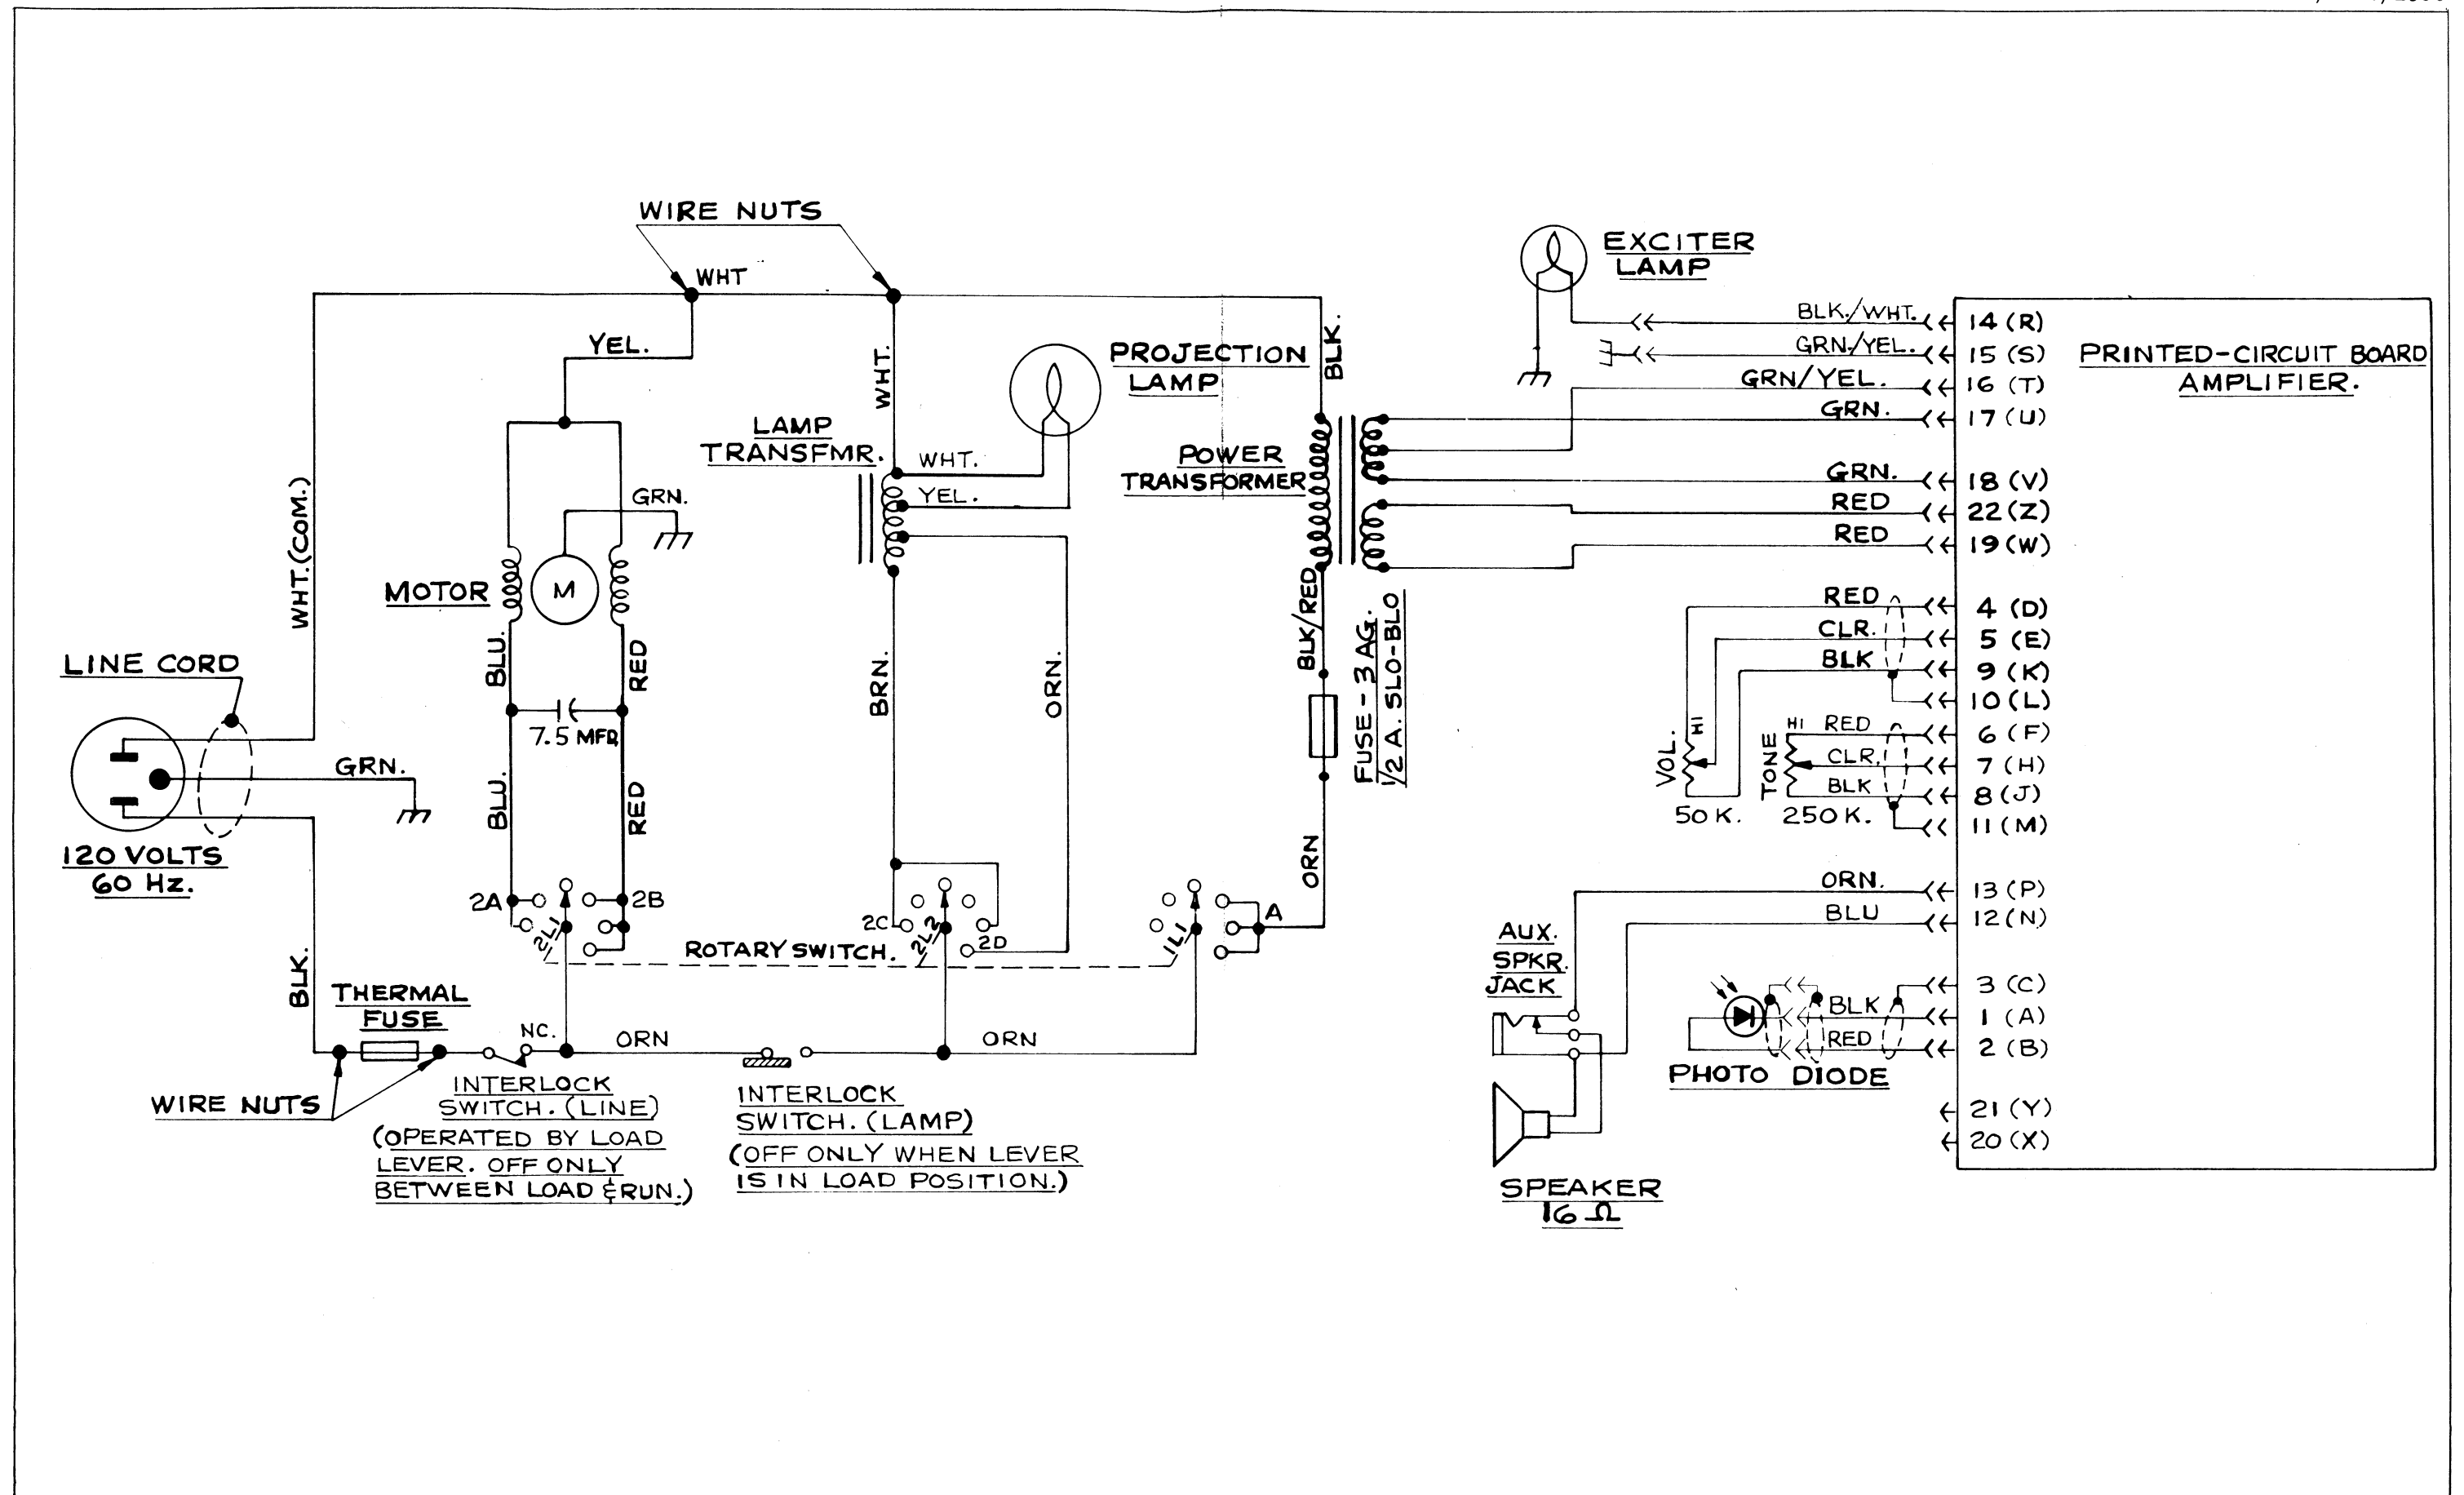 WIRE NUTS
WHT
YEL.
WHT.
BLK.
EXCITER
LAMP
PROJECTION
LAMP
LAMP
TRANSFMR.
WHT.
YEL.
POWER
TRANSFORMER
GRN.
WHT.(COM.)
MOTOR
M
BLU.
RED
7.5 MFD
BLU.
RED
BRN.
ORN.
BLK/RED
FUSE-3AG.
1/2 A. SLO-BLO
ORN
LINE CORD
GRN.
120 VOLTS
60 Hz.
BLK.
2A
2L1
2B
2C
2L2
2D
1L1
A
ROTARY SWITCH.
THERMAL
FUSE
NC.
ORN
ORN
WIRE NUTS
INTERLOCK
SWITCH. (LINE)
(OPERATED BY LOAD
LEVER. OFF ONLY
BETWEEN LOAD & RUN.)
INTERLOCK
SWITCH. (LAMP)
(OFF ONLY WHEN LEVER
IS IN LOAD POSITION.)
PRINTED-CIRCUIT BOARD
AMPLIFIER.
BLK./WHT. 14 (R)
GRN/YEL. 15 (S)
GRN/YEL. 16 (T)
GRN. 17 (U)
GRN. 18 (V)
RED 22 (Z)
RED 19 (W)
RED 4 (D)
CLR. 5 (E)
BLK 9 (K)
10 (L)
HI RED 6 (F)
CLR. 7 (H)
BLK 8 (J)
11 (M)
VOL.
HI
50 K.
TONE
250 K.
ORN. 13 (P)
BLU 12 (N)
AUX.
SPKR.
JACK
3 (C)
BLK 1 (A)
RED 2 (B)
PHOTO DIODE
21 (Y)
20 (X)
SPEAKER
16 Ω